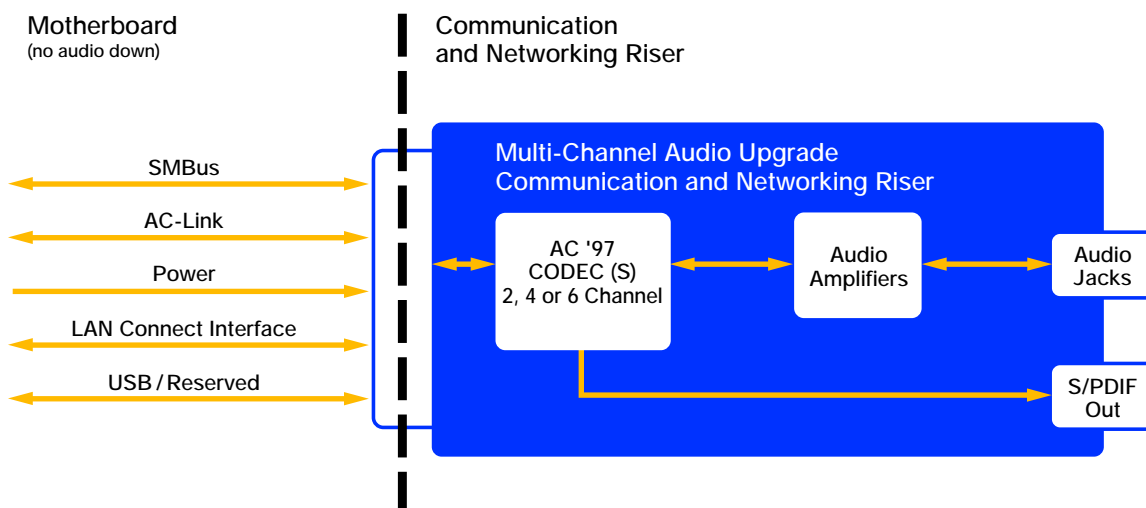 Motherboard
(no audio down)
Communication
and Networking Riser
SMBus
AC-Link
Power
LAN Connect Interface
USB / Reserved
Multi-Channel Audio Upgrade
Communication and Networking Riser
AC '97
CODEC (S)
2, 4 or 6 Channel
Audio
Amplifiers
Audio
Jacks
S/PDIF
Out